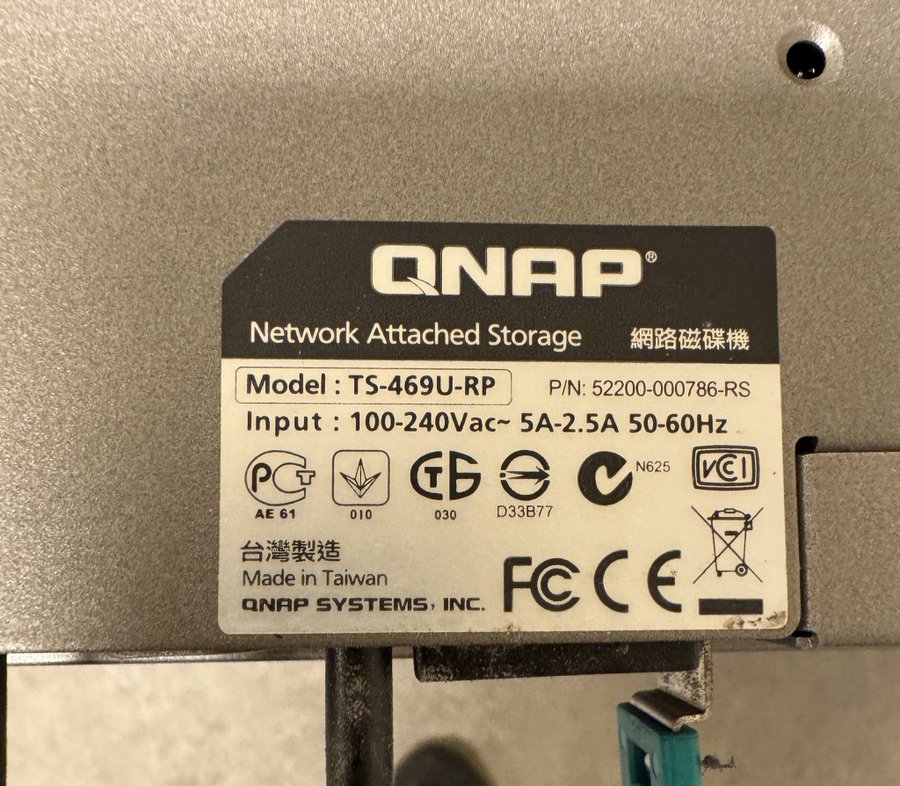 QNAP®
Network Attached Storage 網路磁碟機
Model : TS-469U-RP P/N: 52200-000786-RS
Input : 100-240Vac~ 5A-2.5A 50-60Hz
AE 61 010 030 D33B77 N625 VCI
台灣製造
Made in Taiwan
QNAP SYSTEMS, INC. FC CE